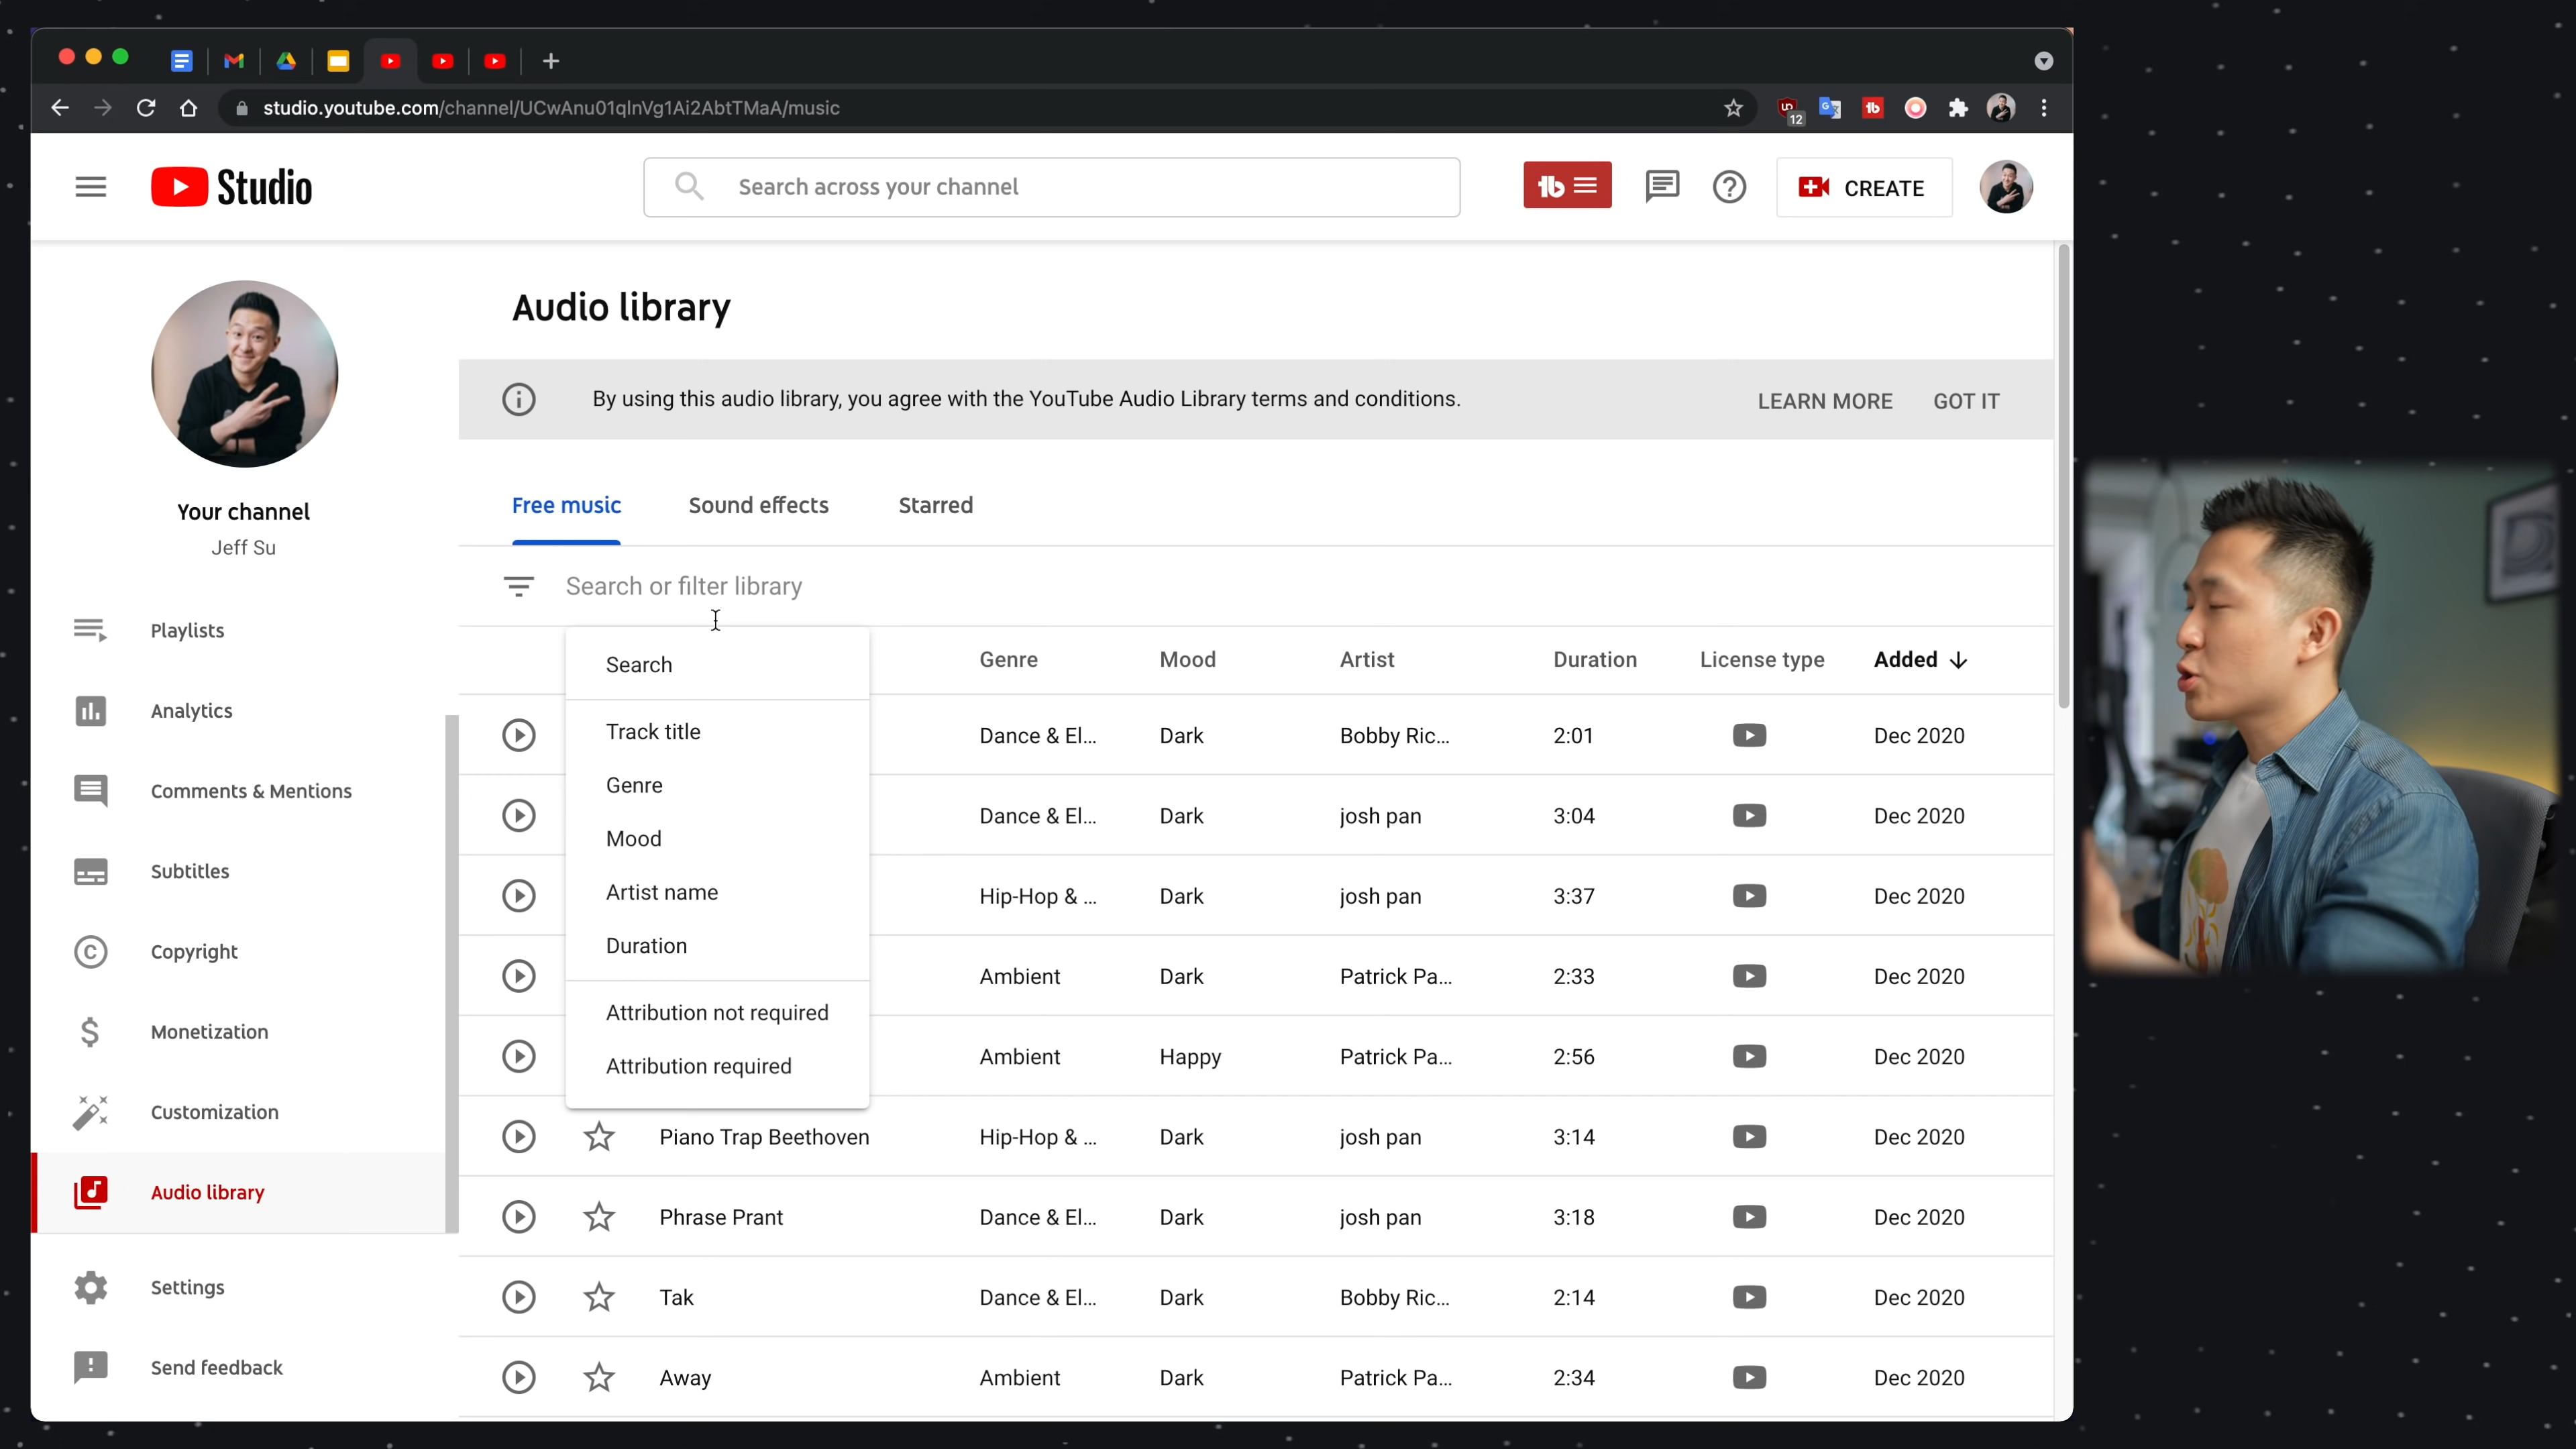 studio.youtube.com/channel/UCwAnu01qlnVg1Ai2AbtTMaA/music
12
Studio
Search across your channel
CREATE
Your channel
Jeff Su
Playlists
Analytics
Comments & Mentions
Subtitles
Copyright
Monetization
Customization
Audio library
Settings
Send feedback
Audio library
By using this audio library, you agree with the YouTube Audio Library terms and conditions. LEARN MORE GOT IT
Free music Sound effects Starred
Search or filter library
Search
Track title
Genre
Mood
Artist name
Duration
Attribution not required
Attribution required
Genre Mood Artist Duration License type Added
Dance & El... Dark Bobby Ric... 2:01 Dec 2020
Dance & El... Dark josh pan 3:04 Dec 2020
Hip-Hop & ... Dark josh pan 3:37 Dec 2020
Ambient Dark Patrick Pa... 2:33 Dec 2020
Ambient Happy Patrick Pa... 2:56 Dec 2020
Piano Trap Beethoven Hip-Hop & ... Dark josh pan 3:14 Dec 2020
Phrase Prant Dance & El... Dark josh pan 3:18 Dec 2020
Tak Dance & El... Dark Bobby Ric... 2:14 Dec 2020
Away Ambient Dark Patrick Pa... 2:34 Dec 2020